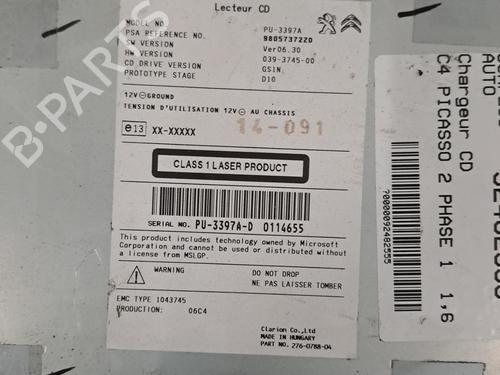 Lecteur CD
MODEL NO. PU-3397A
PSA REFERENCE NO. 9805737220
SW VERSION Ver06.30
HW VERSION 039-3745-00
CD DRIVE VERSION GSIN
PROTOTYPE STAGE D10
12V⊖GROUND
TENSION D'UTILISATION 12V⊖ AU CHASSIS
e13 XX-XXXXX 14-091
CLASS 1 LASER PRODUCT
SERIAL NO. PU-3397A-D 0114655
This product includes technology owned by Microsoft
Corporation and cannot be used or distributed without
a license from MSLGP.
WARNING
DO NOT DROP
NE PAS LAISSER TOMBER
EMC TYPE 1043745
PRODUCTION: 06C4
Clarion Co.,Ltd
MADE IN HUNGARY
PART NO. 276-0788-04
AUTO
Chargeur CD
C4 PICASSO 2 PHASE 1 1,6
?0000092482555
B-PARTS